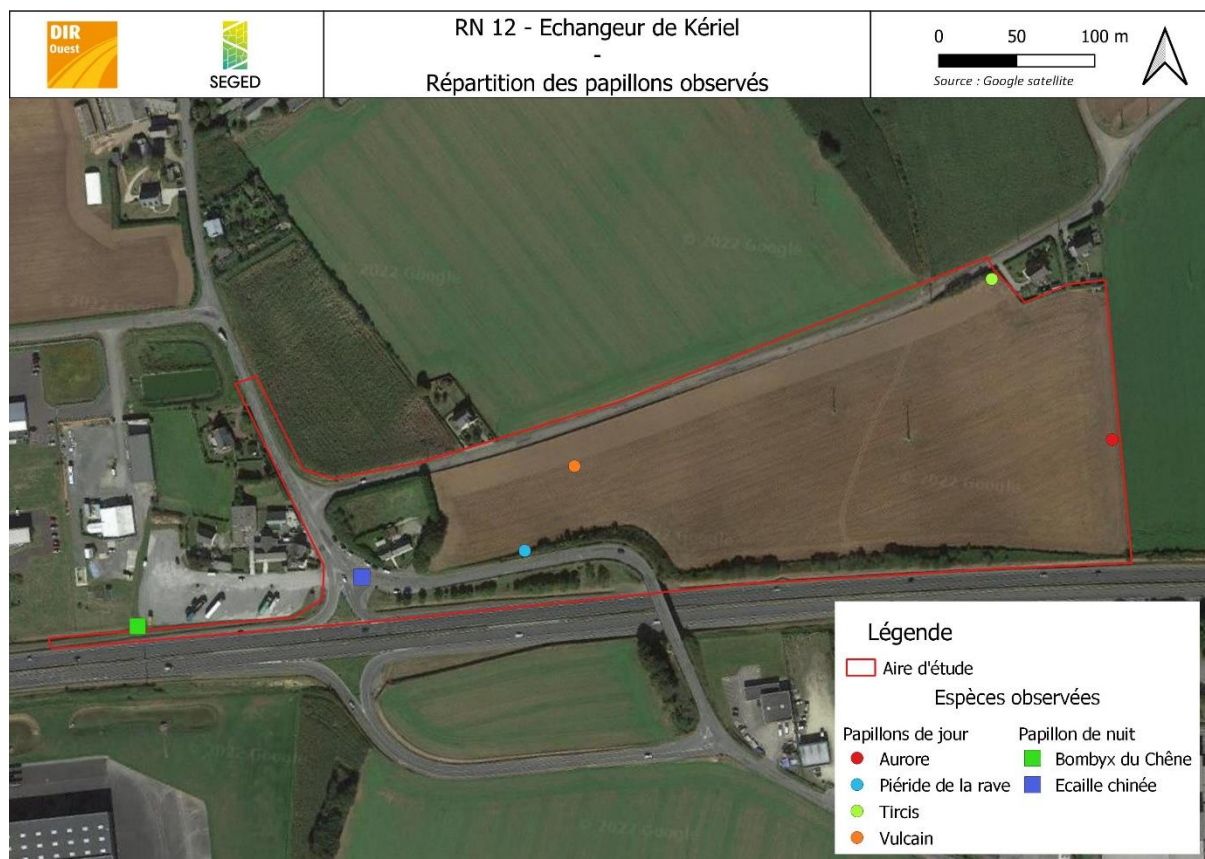 DIR
Ouest
SEGED
RN 12 - Echangeur de Kériel
-
Répartition des papillons observés
0 50 100 m
Source : Google satellite
© 2022 Google
© 2022 Google
© 2022 Google
© 2022 Google
© 2022 Google
Légende
Aire d'étude
Espèces observées
Papillons de jour
Aurore
Piéride de la rave
Tircis
Vulcain
Papillon de nuit
Bombyx du Chêne
Ecaille chinée